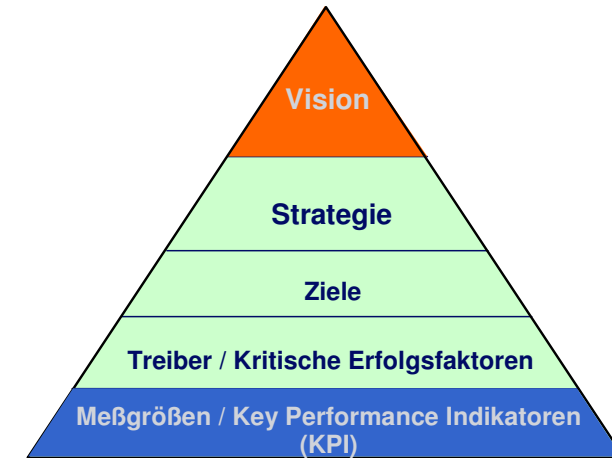 Vision
Strategie
Ziele
Treiber / Kritische Erfolgsfaktoren
Meßgrößen / Key Performance Indikatoren
(KPI)